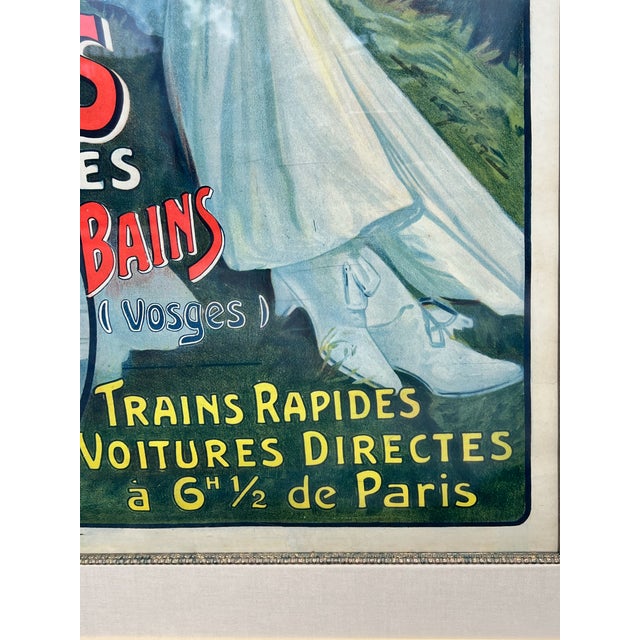 S
ES
BAINS
(Vosges)
TRAINS RAPIDES
VOITURES DIRECTES
à 6H 1/2 de Paris